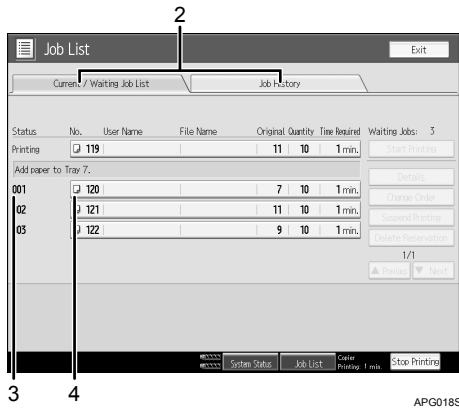 2
Job List
Exit
Current / Waiting Job List
Job History
Status No. User Name File Name Original Quantity Time Required Waiting Jobs: 3
Printing 119 11 10 1 min. Start Printing
Add paper to Tray 7.
Details
001 120 7 10 1 min.
Change Order
02 121 11 10 1 min.
Suspend Printing
03 122 9 10 1 min.
Delete Reservation
1/1
▲ Previous ▼ Next
System Status Job List Copier Printing: 1 min. Stop Printing
3 4
APG018S